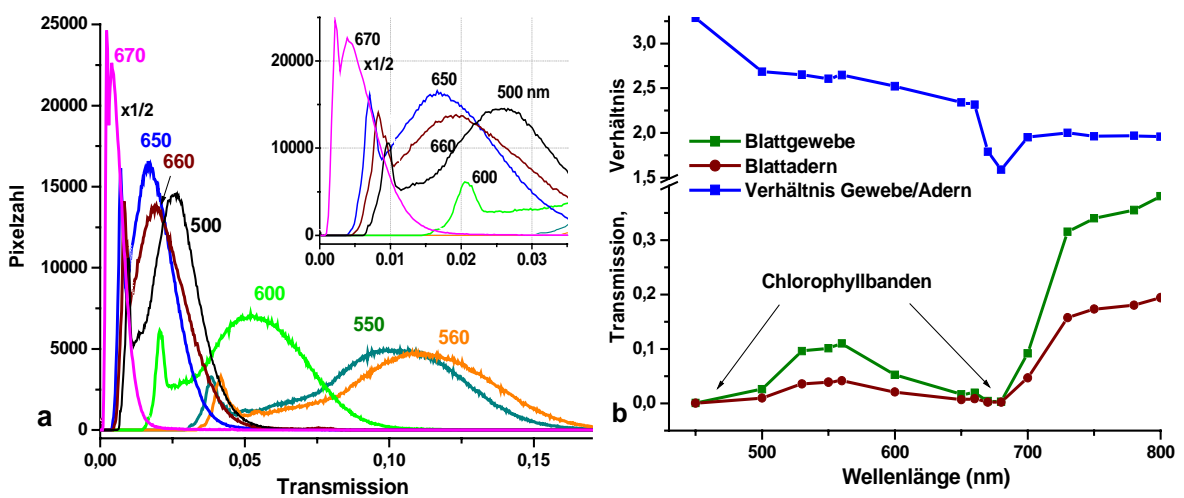 25000
20000
15000
10000
5000
0
Pixelzahl
0,00
0,05
0,10
0,15
Transmission
a
670
x1/2
650
660
500
600
550
560
20000
10000
0
0.00
0.01
0.02
0.03
670
x1/2
650
500 nm
660
600
3,0
2,5
2,0
1,5
Verhältnis
0,3
0,2
0,1
0,0
Transmission,
Blattgewebe
Blattadern
Verhältnis Gewebe/Adern
Chlorophyllbanden
b
500
600
700
800
Wellenlänge (nm)